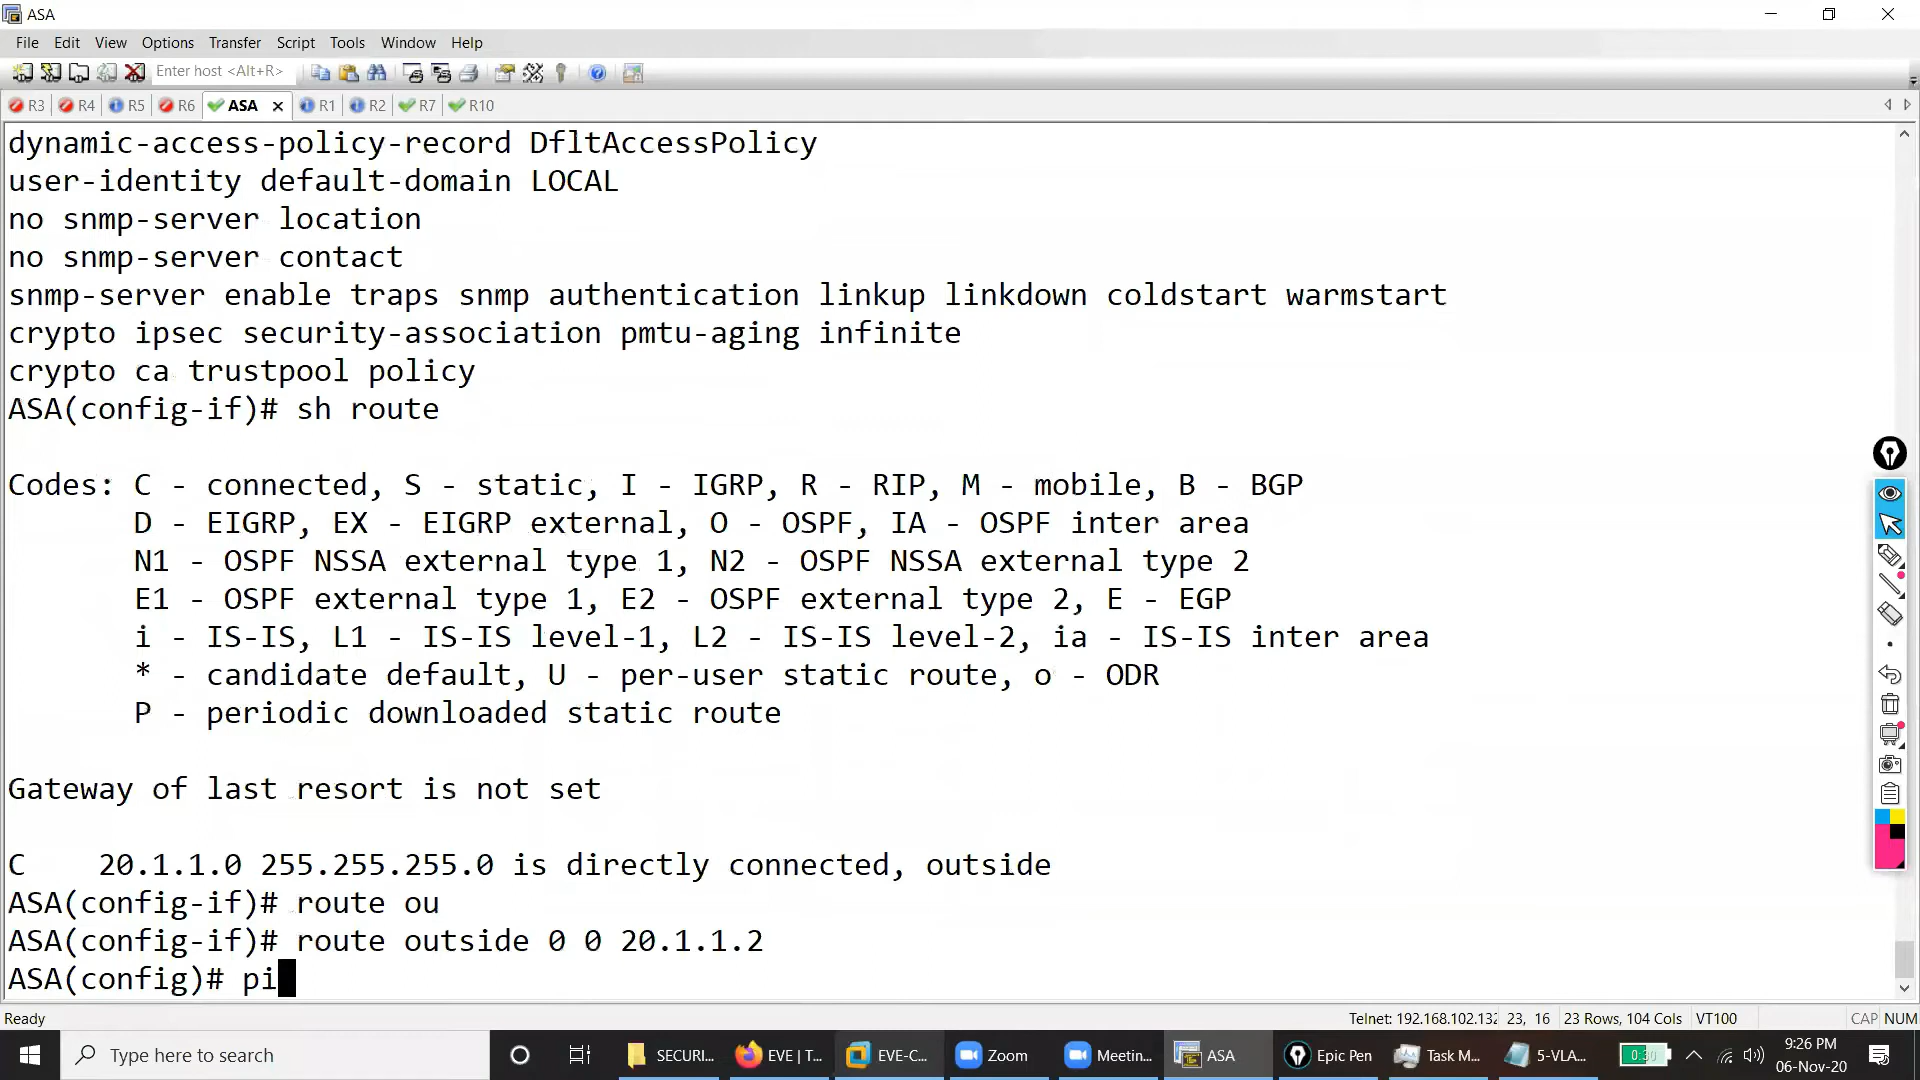 ASA
File Edit View Options Transfer Script Tools Window Help
Enter host <Alt+R>
R3 R4 R5 R6 ASA R1 R2 R7 R10
dynamic-access-policy-record DfltAccessPolicy
user-identity default-domain LOCAL
no snmp-server location
no snmp-server contact
snmp-server enable traps snmp authentication linkup linkdown coldstart warmstart
crypto ipsec security-association pmtu-aging infinite
crypto ca trustpool policy
ASA(config-if)# sh route
Codes: C - connected, S - static, I - IGRP, R - RIP, M - mobile, B - BGP
D - EIGRP, EX - EIGRP external, O - OSPF, IA - OSPF inter area
N1 - OSPF NSSA external type 1, N2 - OSPF NSSA external type 2
E1 - OSPF external type 1, E2 - OSPF external type 2, E - EGP
i - IS-IS, L1 - IS-IS level-1, L2 - IS-IS level-2, ia - IS-IS inter area
* - candidate default, U - per-user static route, o - ODR
P - periodic downloaded static route
Gateway of last resort is not set
C 20.1.1.0 255.255.255.0 is directly connected, outside
ASA(config-if)# route ou
ASA(config-if)# route outside 0 0 20.1.1.2
ASA(config)# pi
Ready Telnet: 192.168.102.132 23, 16 23 Rows, 104 Cols VT100 CAP NUM
Type here to search SECURI... EVE | T... EVE-C... Zoom Meetin... ASA Epic Pen Task M... 5-VLA... 0:30 9:26 PM
06-Nov-20